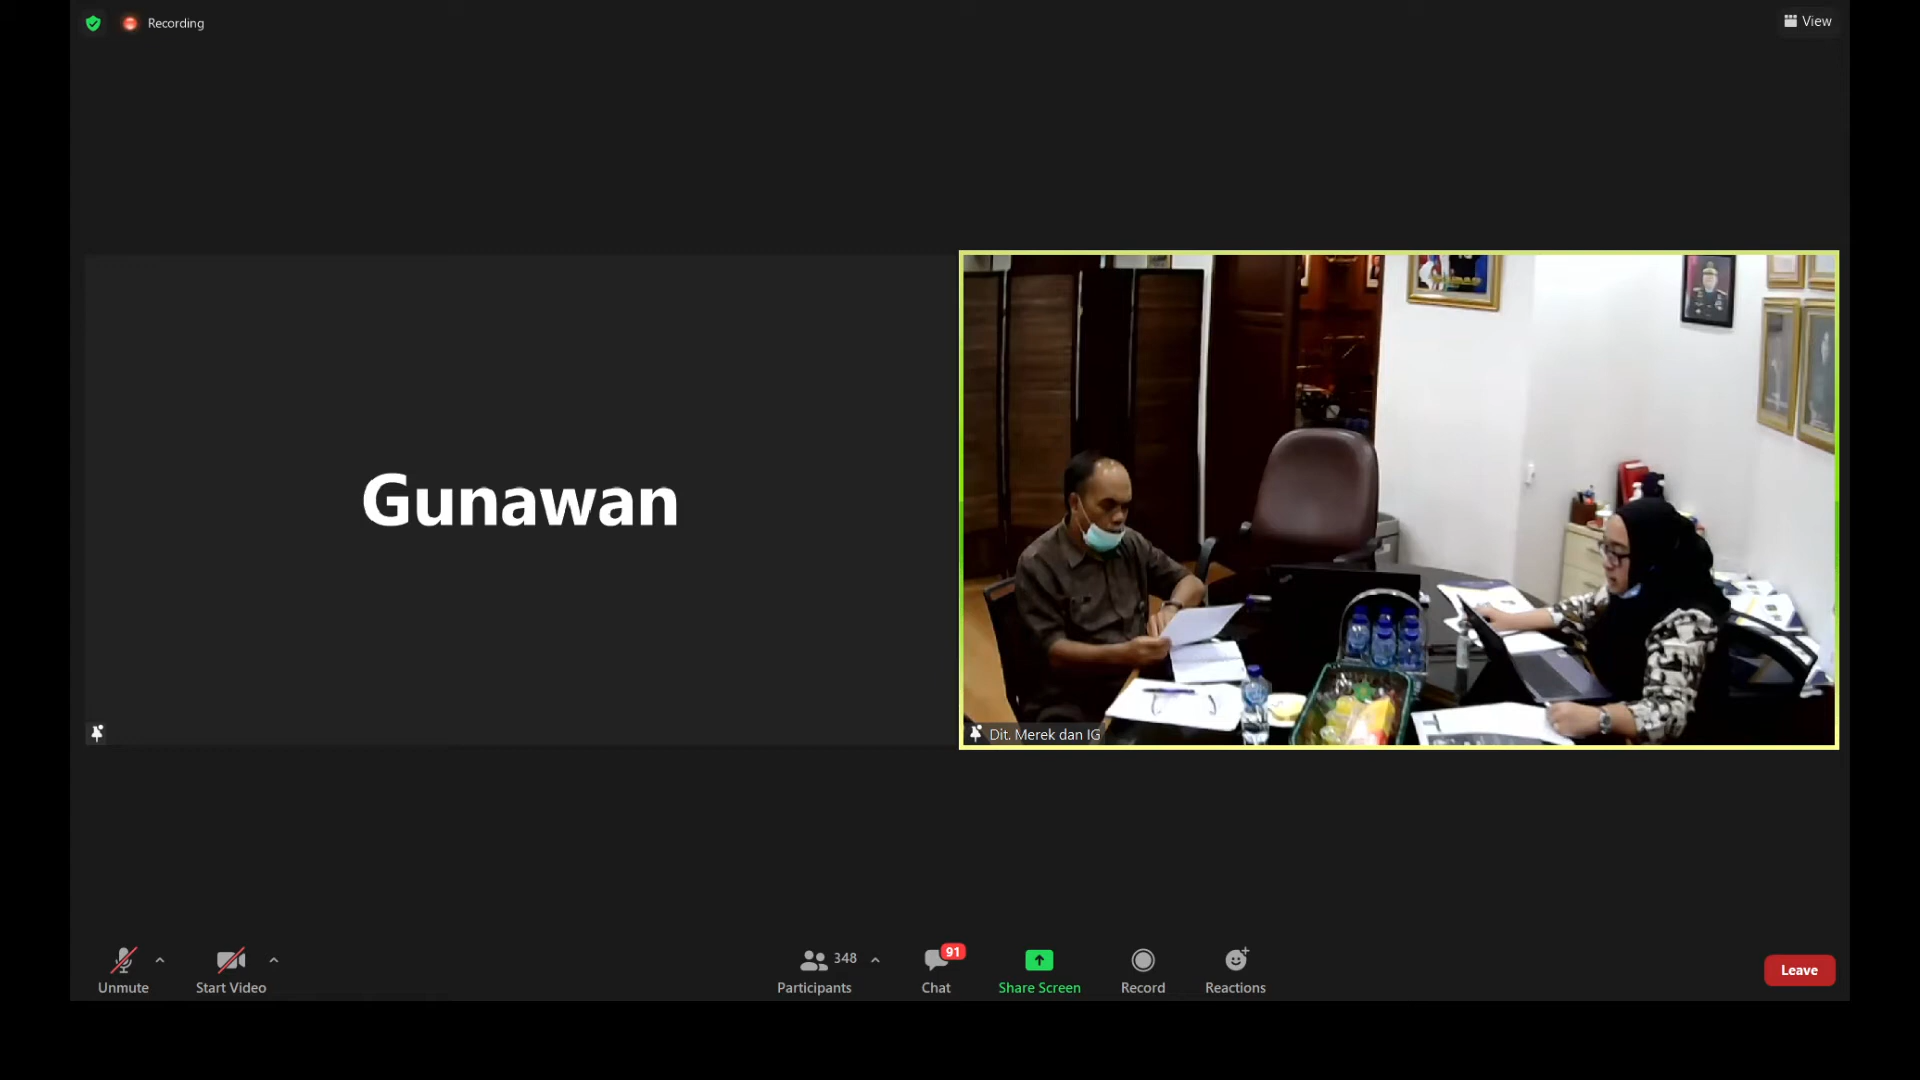 Recording
View
Gunawan
Dit. Merek dan IG
Unmute
Start Video
348
Participants
91
Chat
Share Screen
Record
Reactions
Leave